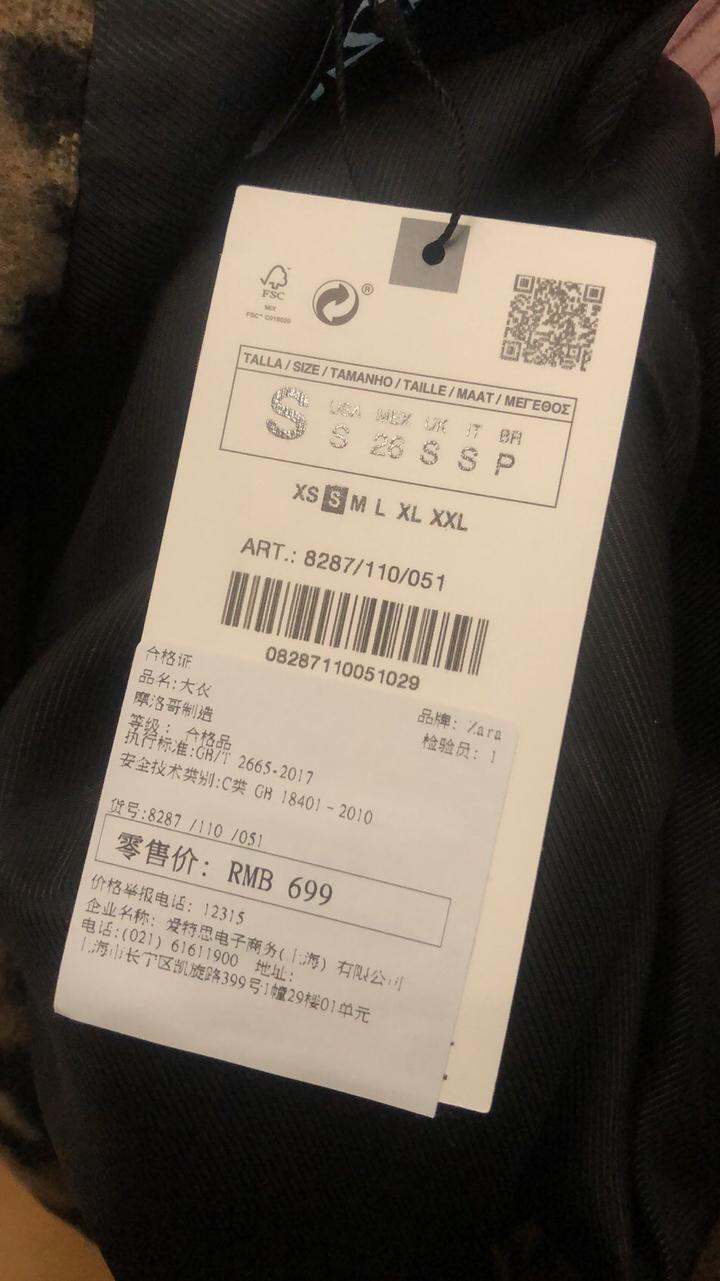 FSC
MIX
FSC™ C019020
®
TALLA / SIZE / TAMANHO / TAILLE / MAAT / ΜΕΓΕΘΟΣ
S USA MEX UK IT BR
S 26 S S P
XS S M L XL XXL
ART.: 8287/110/051
08287110051029
合格证
品名:大衣
摩洛哥制造
品牌: Zara
等级: 合格品
检验员: 1
执行标准:GB/T 2665-2017
安全技术类别:C类 GB 18401-2010
货号:8287 /110 /051
零售价: RMB 699
价格举报电话: 12315
企业名称: 爱特思电子商务(上海) 有限公司
电话:(021) 61611900 地址:
上海市长宁区凯旋路399号1幢29楼01单元